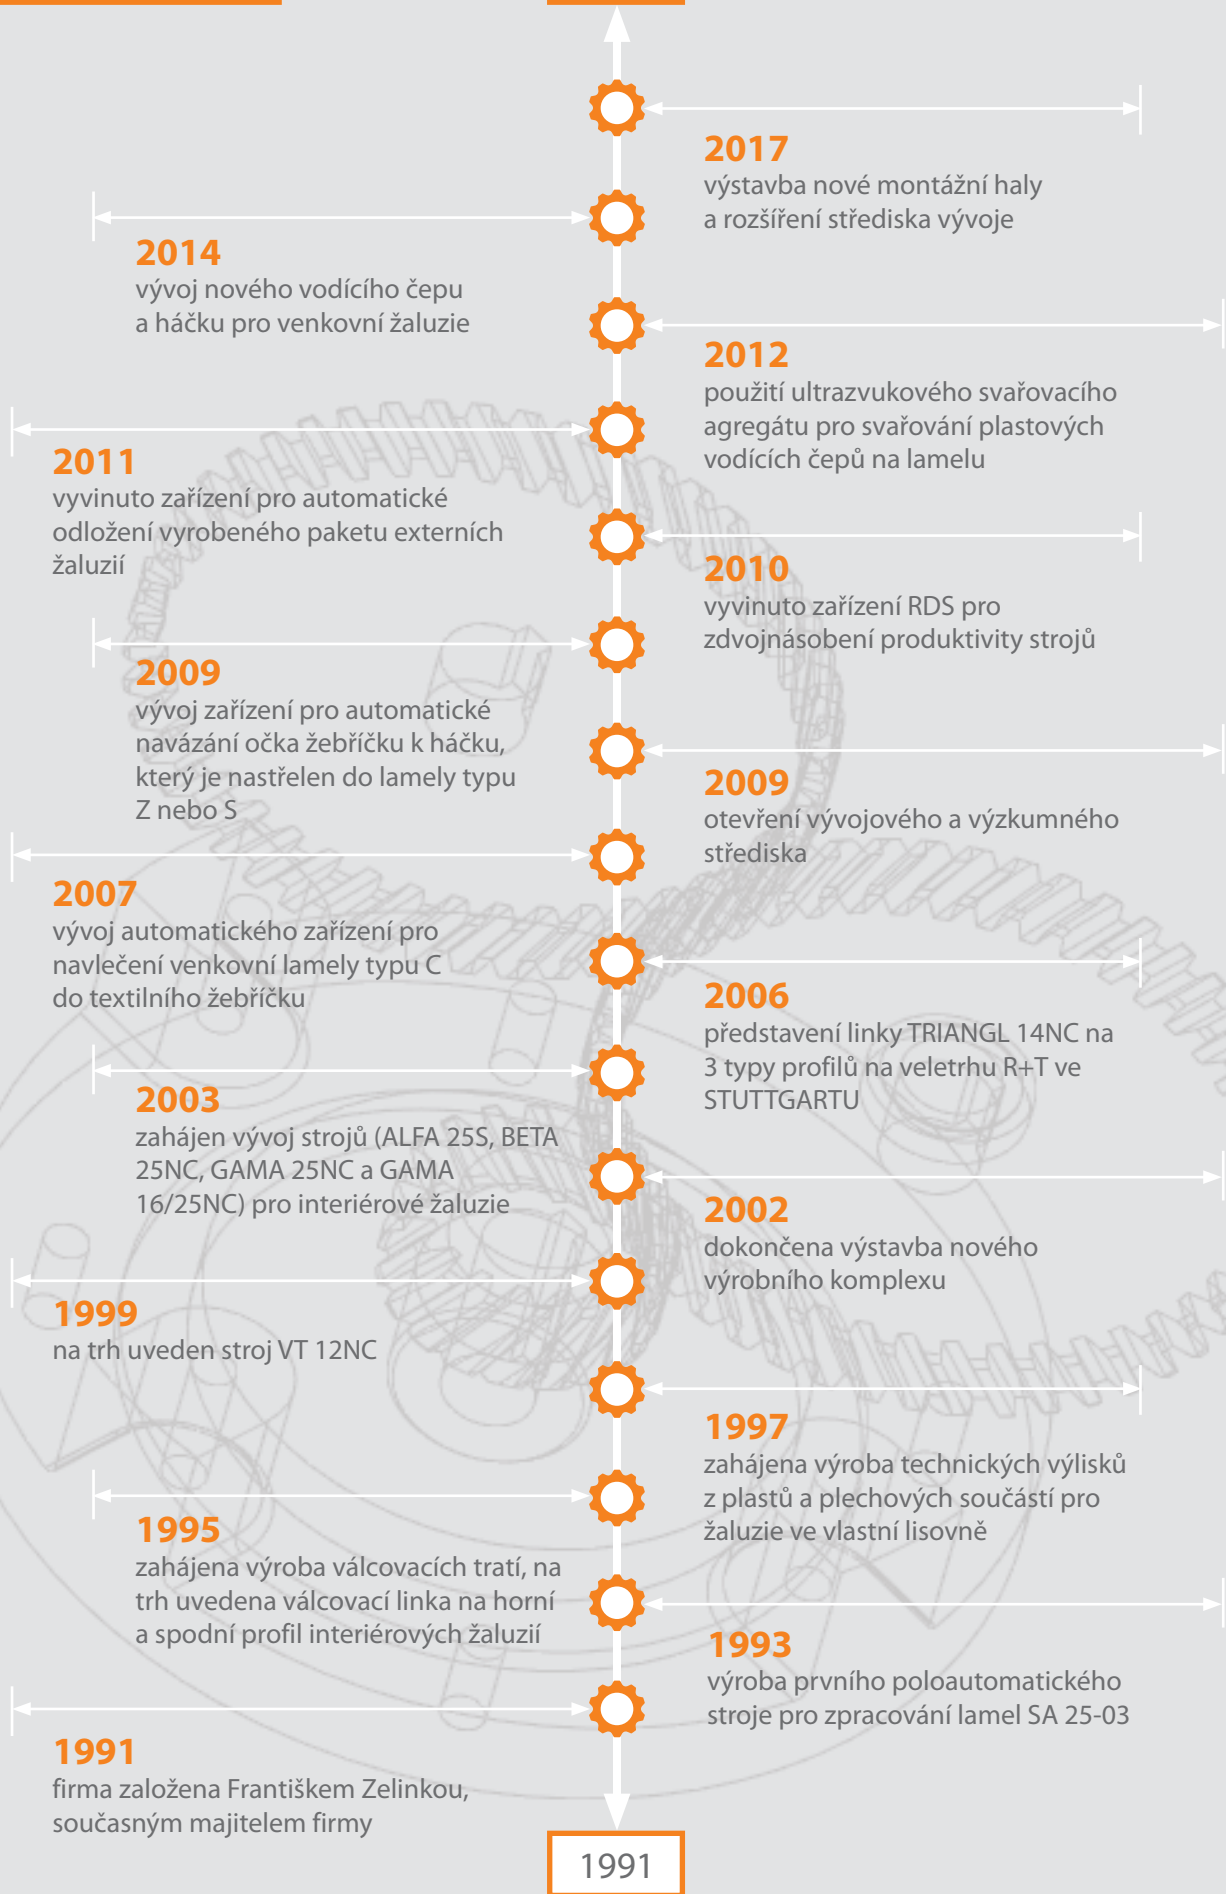 2017
výstavba nové montážní haly
a rozšíření střediska vývoje
2014
vývoj nového vodícího čepu
a háčku pro venkovní žaluzie
2012
použití ultrazvukového svařovacího
agregátu pro svařování plastových
vodících čepů na lamelu
2011
vyvinuto zařízení pro automatické
odložení vyrobeného paketu externích
žaluzií
2010
vyvinuto zařízení RDS pro
zdvojnásobení produktivity strojů
2009
vývoj zařízení pro automatické
navázání očka žebříčku k háčku,
který je nastřelen do lamely typu
Z nebo S
2009
otevření vývojového a výzkumného
střediska
2007
vývoj automatického zařízení pro
navlečení venkovní lamely typu C
do textilního žebříčku
2006
představení linky TRIANGL 14NC na
3 typy profilů na veletrhu R+T ve
STUTTGARTU
2003
zahájen vývoj strojů (ALFA 25S, BETA
25NC, GAMA 25NC a GAMA
16/25NC) pro interiérové žaluzie
2002
dokončena výstavba nového
výrobního komplexu
1999
na trh uveden stroj VT 12NC
1997
zahájena výroba technických výlisků
z plastů a plechových součástí pro
žaluzie ve vlastní lisovně
1995
zahájena výroba válcovacích tratí, na
trh uvedena válcovací linka na horní
a spodní profil interiérových žaluzií
1993
výroba prvního poloautomatického
stroje pro zpracování lamel SA 25-03
1991
firma založena Františkem Zelinkou,
současným majitelem firmy
1991